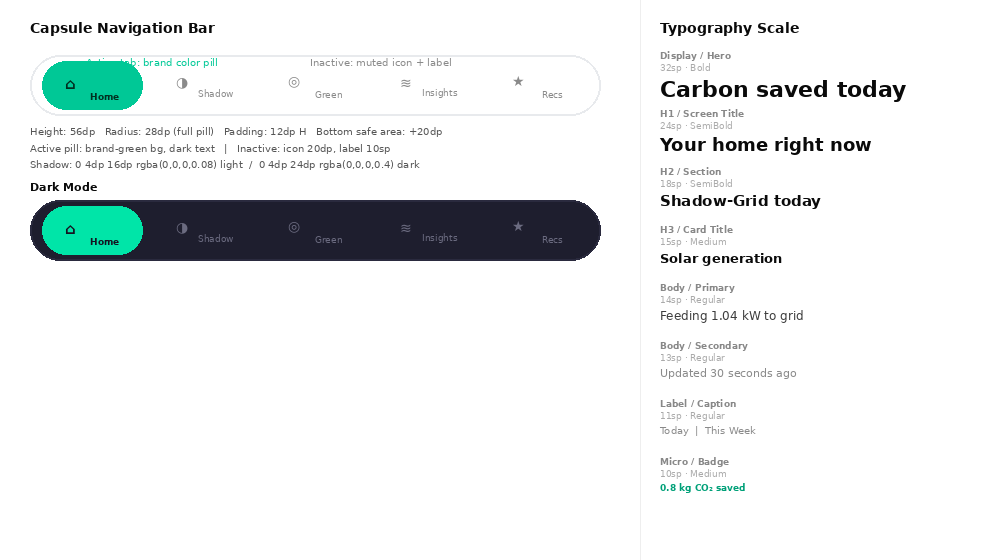 Capsule Navigation Bar
Active tab: brand color pill
Inactive: muted icon + label
Home
Shadow
Green
Insights
Recs
Height: 56dp Radius: 28dp (full pill) Padding: 12dp H Bottom safe area: +20dp
Active pill: brand-green bg, dark text | Inactive: icon 20dp, label 10sp
Shadow: 0 4dp 16dp rgba(0,0,0,0.08) light / 0 4dp 24dp rgba(0,0,0,0.4) dark
Dark Mode
Home
Shadow
Green
Insights
Recs
Typography Scale
Display / Hero
32sp · Bold
Carbon saved today
H1 / Screen Title
24sp · SemiBold
Your home right now
H2 / Section
18sp · SemiBold
Shadow-Grid today
H3 / Card Title
15sp · Medium
Solar generation
Body / Primary
14sp · Regular
Feeding 1.04 kW to grid
Body / Secondary
13sp · Regular
Updated 30 seconds ago
Label / Caption
11sp · Regular
Today | This Week
Micro / Badge
10sp · Medium
0.8 kg CO₂ saved